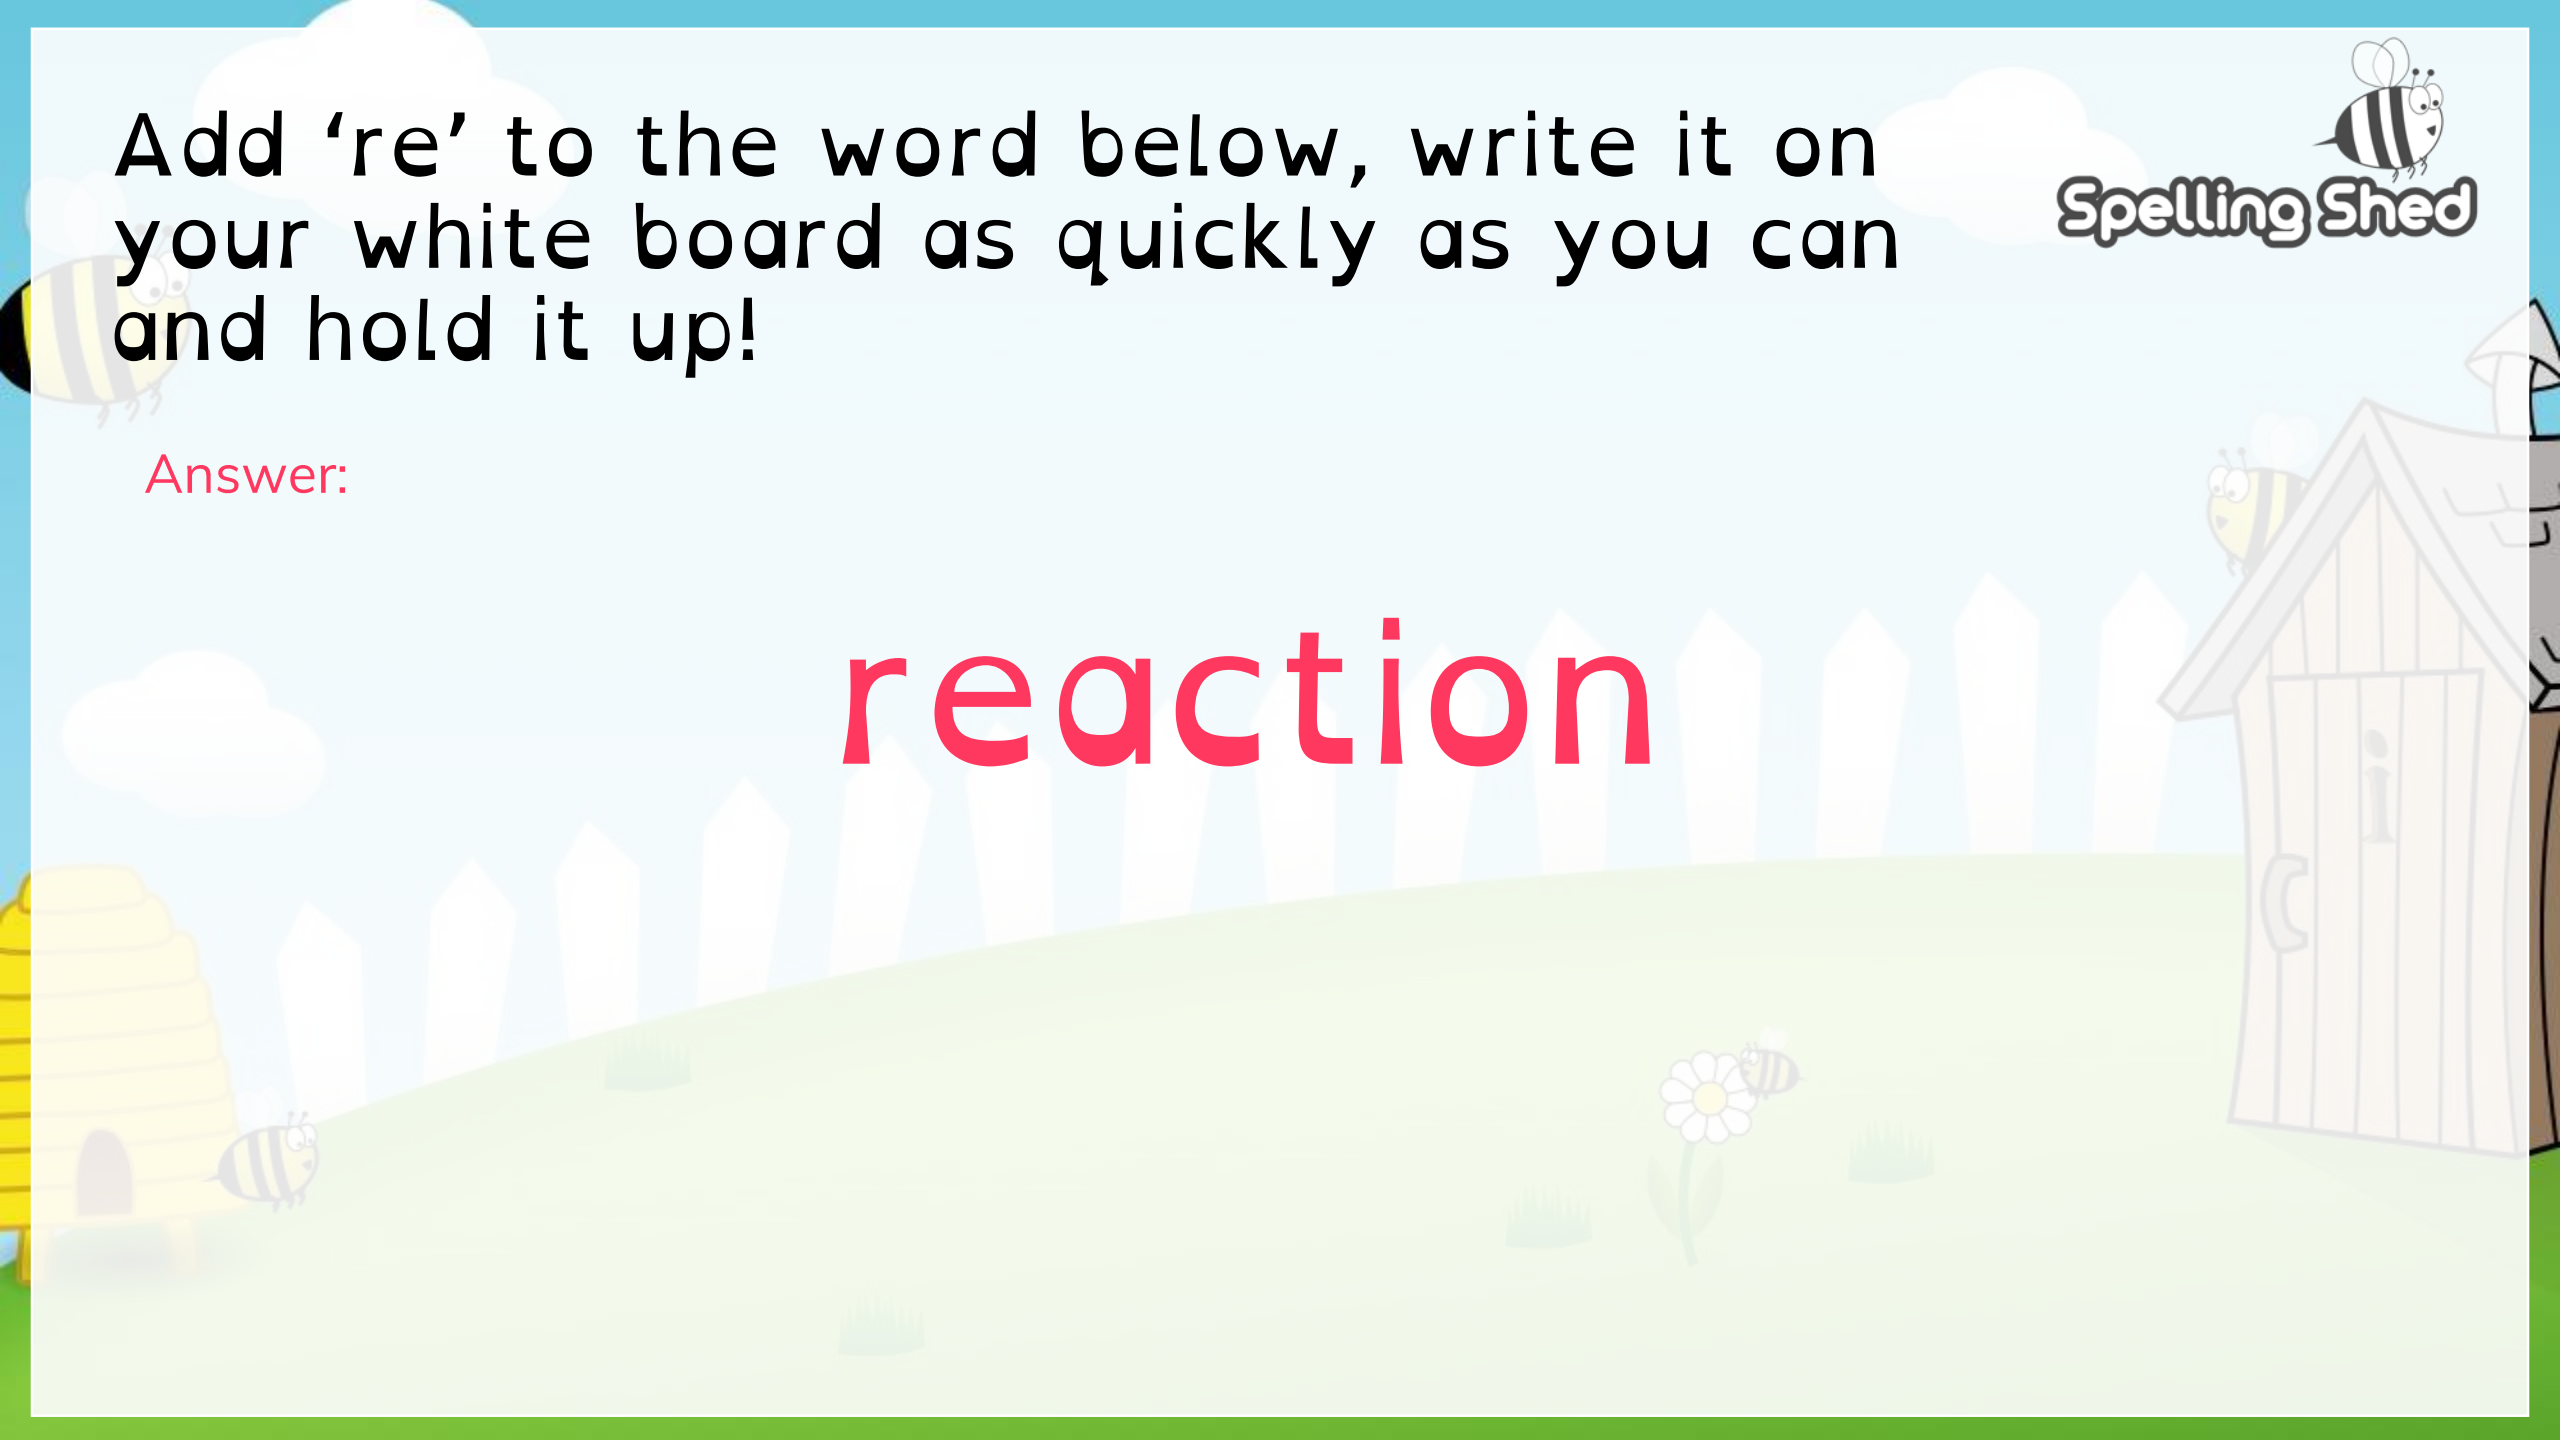 Add ‘re’ to the word below, write it on
your white board as quickly as you can
and hold it up!
Spelling Shed
Answer:
reaction
i